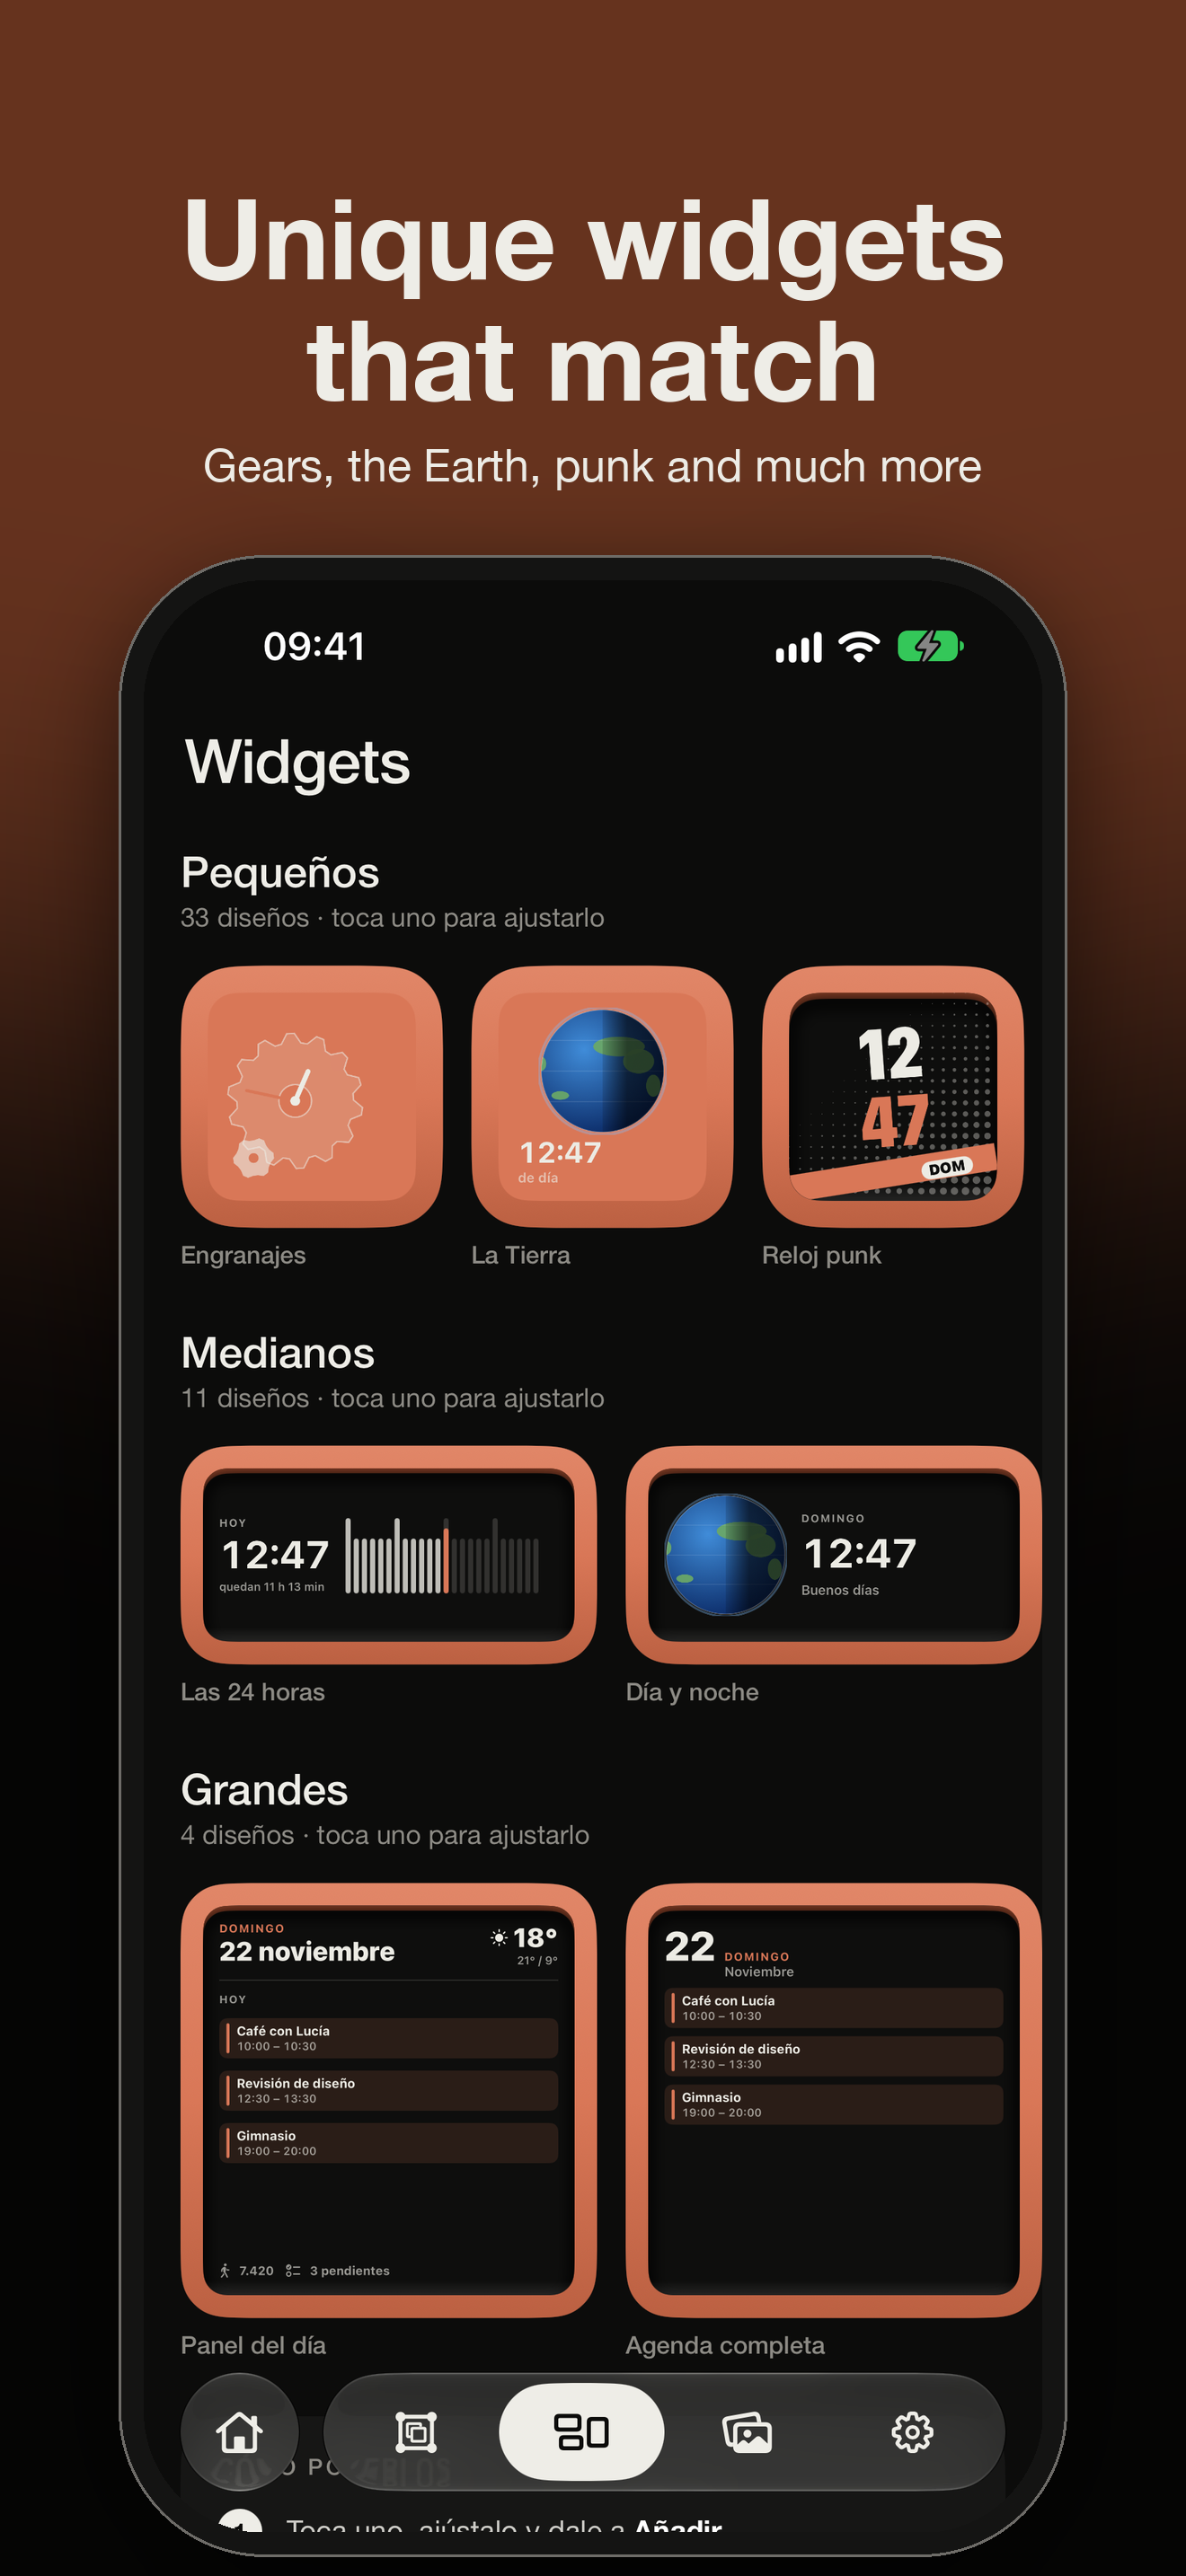 Unique widgets
that match
Gears, the Earth, punk and much more
09:41
Widgets
Pequeños
33 diseños · toca uno para ajustarlo
12:47
de día
12
47
DOM
Engranajes
La Tierra
Reloj punk
Medianos
11 diseños · toca uno para ajustarlo
HOY
12:47
quedan 11 h 13 min
DOMINGO
12:47
Buenos días
Las 24 horas
Día y noche
Grandes
4 diseños · toca uno para ajustarlo
DOMINGO
22 noviembre
18°
21° / 9°
HOY
Café con Lucía
10:00 – 10:30
Revisión de diseño
12:30 – 13:30
Gimnasio
19:00 – 20:00
7.420
3 pendientes
22
DOMINGO
Noviembre
Café con Lucía
10:00 – 10:30
Revisión de diseño
12:30 – 13:30
Gimnasio
19:00 – 20:00
Panel del día
Agenda completa
Toca uno, ajústalo y dale a Añadir